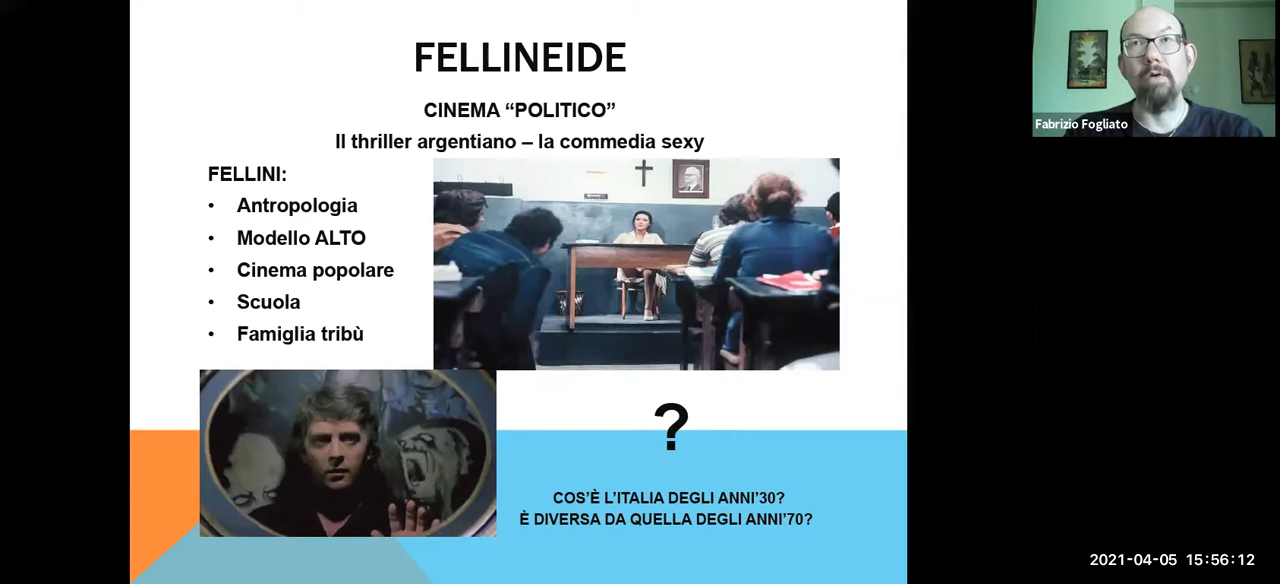 FELLINEIDE
CINEMA “POLITICO”
Il thriller argentiano – la commedia sexy
FELLINI:
• Antropologia
• Modello ALTO
• Cinema popolare
• Scuola
• Famiglia tribù
?
COS’È L’ITALIA DEGLI ANNI’30?
È DIVERSA DA QUELLA DEGLI ANNI’70?
Fabrizio Fogliato
2021-04-05 15:56:12